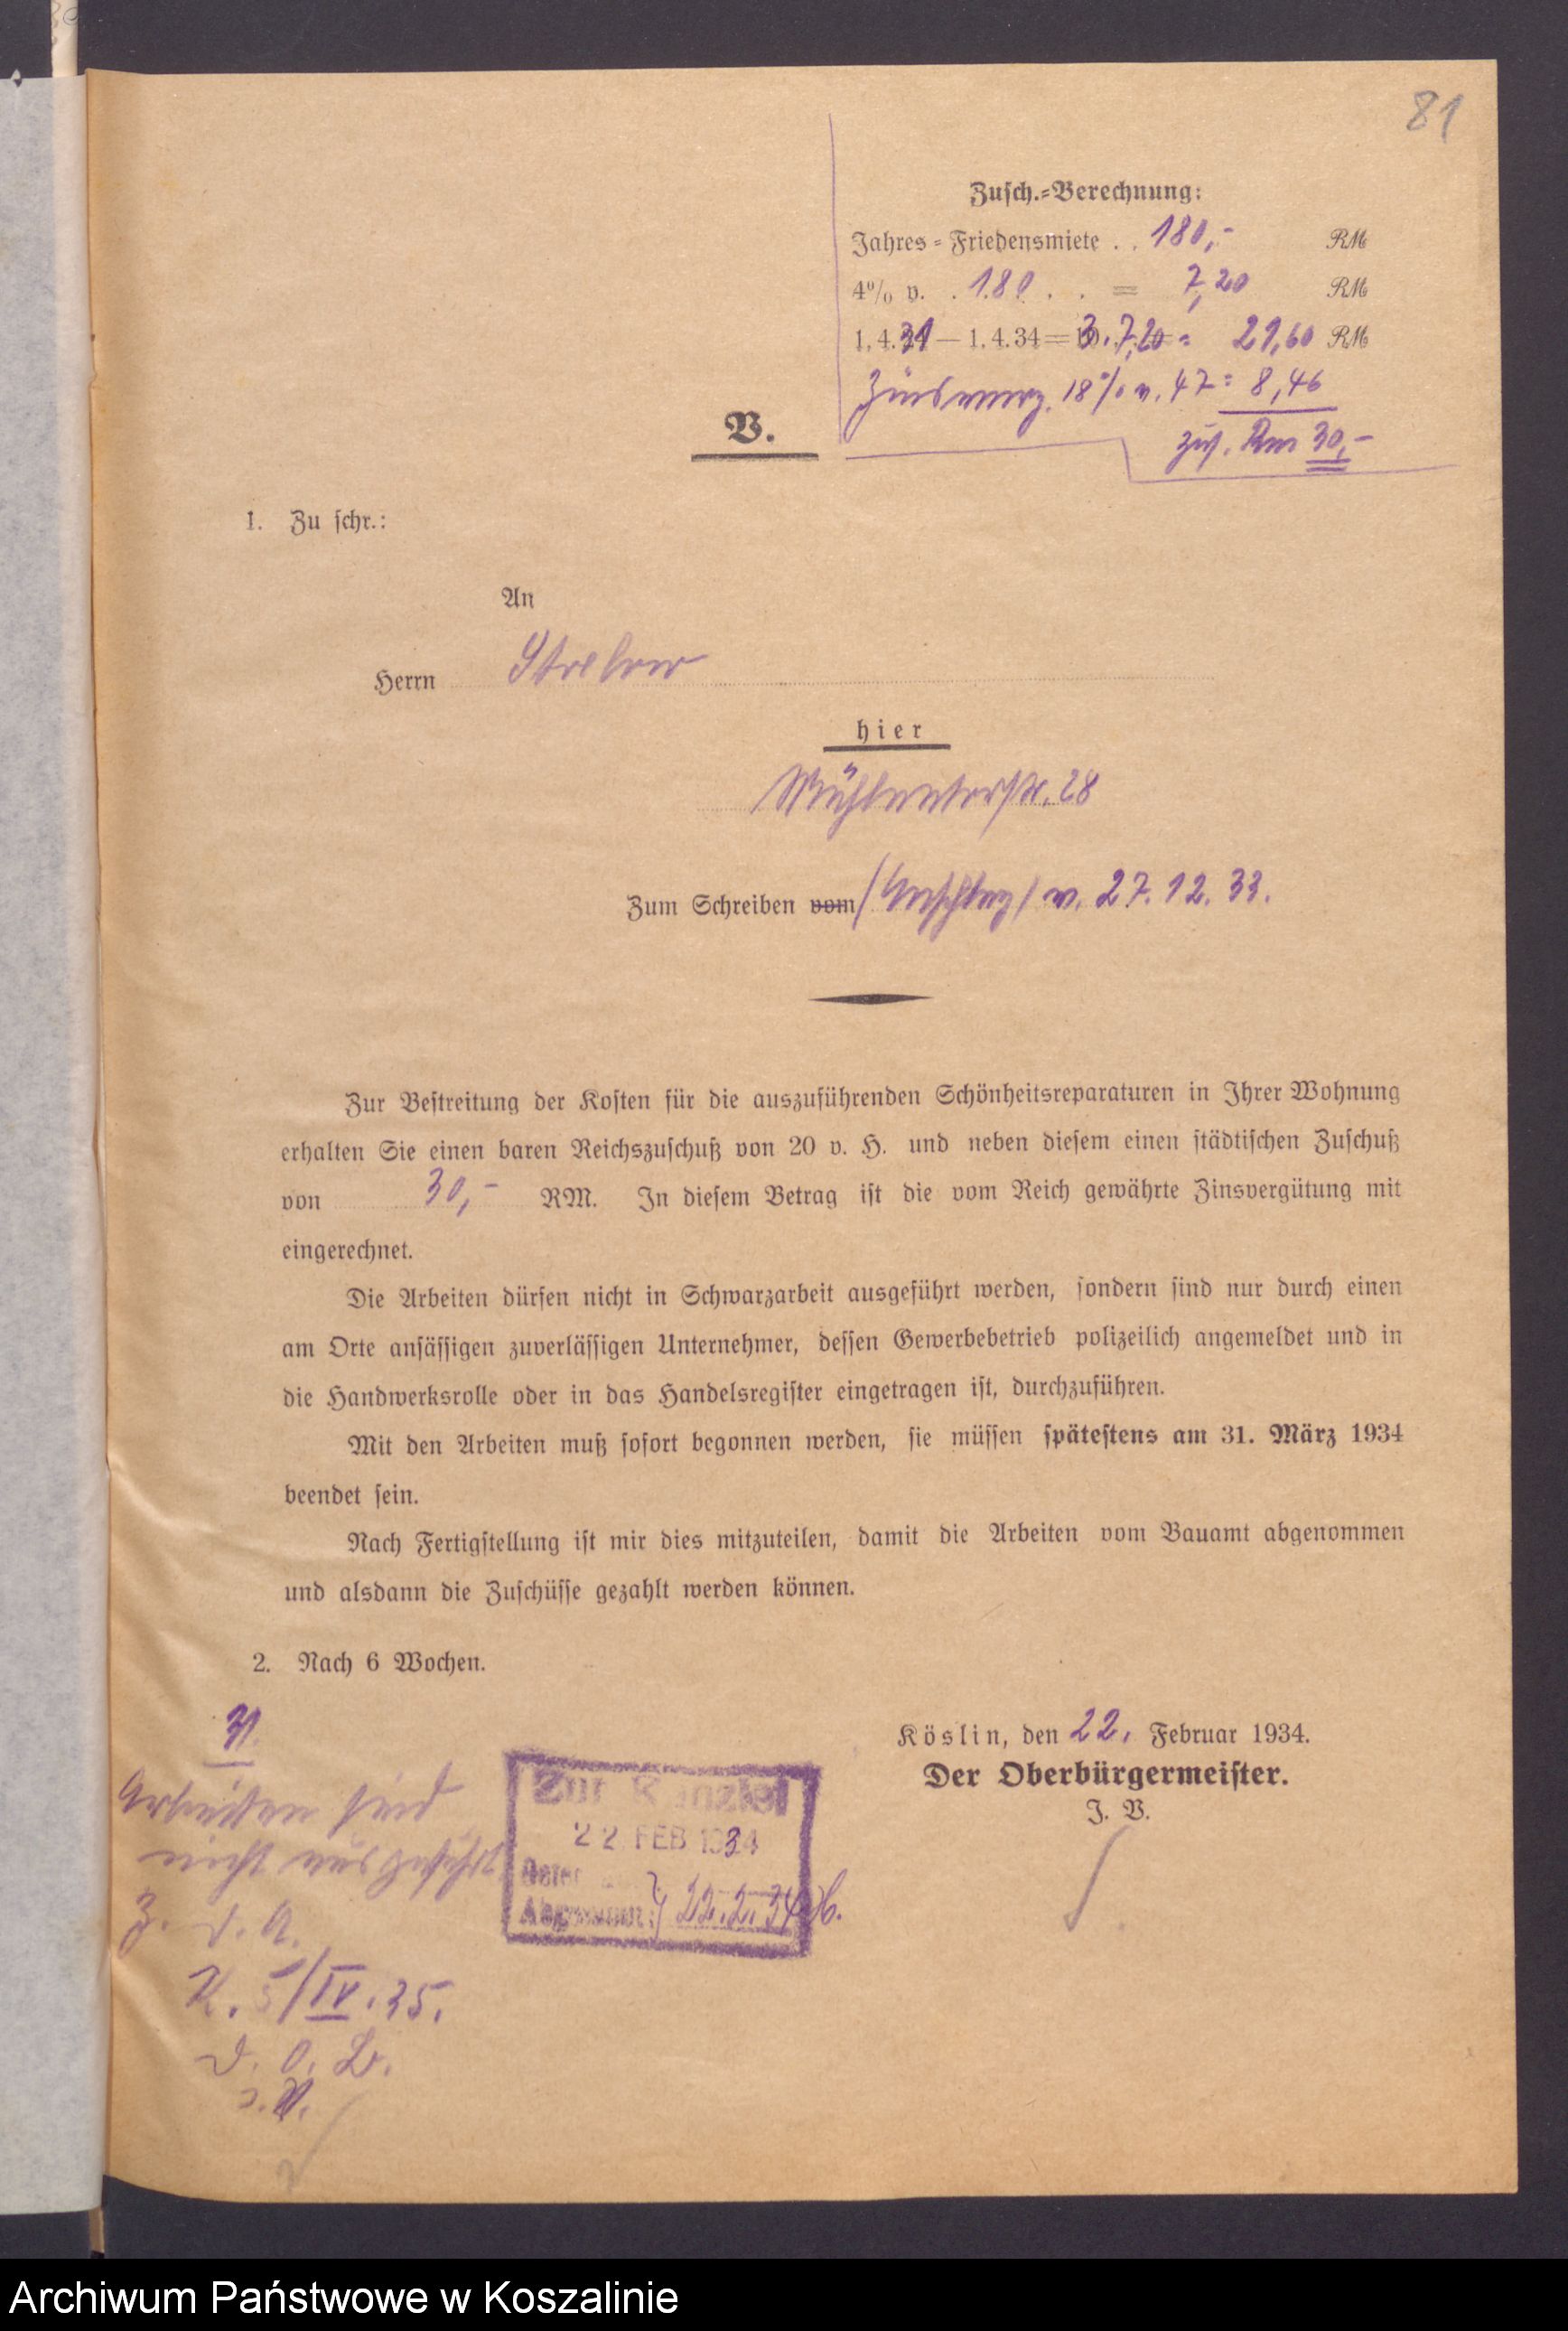 81
Zusch.-Berechnung:
Jahres-Friedensmiete . . 180,- RM
4% v. . 180 . . = 7,20 RM
1. 4. 31 — 1. 4. 34 = 3 . 7,20 = 21,60 RM
18% v. 47 = 8,46
zus. Rm 30,-
V.
1. Zu schr.:
An
Herrn Strelow
hier
Mühlentorstr. 28
Zum Schreiben vom / v. 27. 12. 33.
Zur Bestreitung der Kosten für die auszuführenden Schönheitsreparaturen in Ihrer Wohnung
erhalten Sie einen baren Reichszuschuß von 20 v. H. und neben diesem einen städtischen Zuschuß
von 30,- RM. In diesem Betrag ist die vom Reich gewährte Zinsvergütung mit
eingerechnet.
Die Arbeiten dürfen nicht in Schwarzarbeit ausgeführt werden, sondern sind nur durch einen
am Orte ansässigen zuverlässigen Unternehmer, dessen Gewerbebetrieb polizeilich angemeldet und in
die Handwerksrolle oder in das Handelsregister eingetragen ist, durchzuführen.
Mit den Arbeiten muß sofort begonnen werden, sie müssen spätestens am 31. März 1934
beendet sein.
Nach Fertigstellung ist mir dies mitzuteilen, damit die Arbeiten vom Bauamt abgenommen
und alsdann die Zuschüsse gezahlt werden können.
2. Nach 6 Wochen.
Köslin, den 22. Februar 1934.
Der Oberbürgermeister.
J. V.
Zur Kanzlei
22. FEB 1934
22. 2. 34
Arbeiten sind
nicht ausgeführt
Z. d. A.
K. 5/IV. 35.
D. O. B.
Archiwum Państwowe w Koszalinie